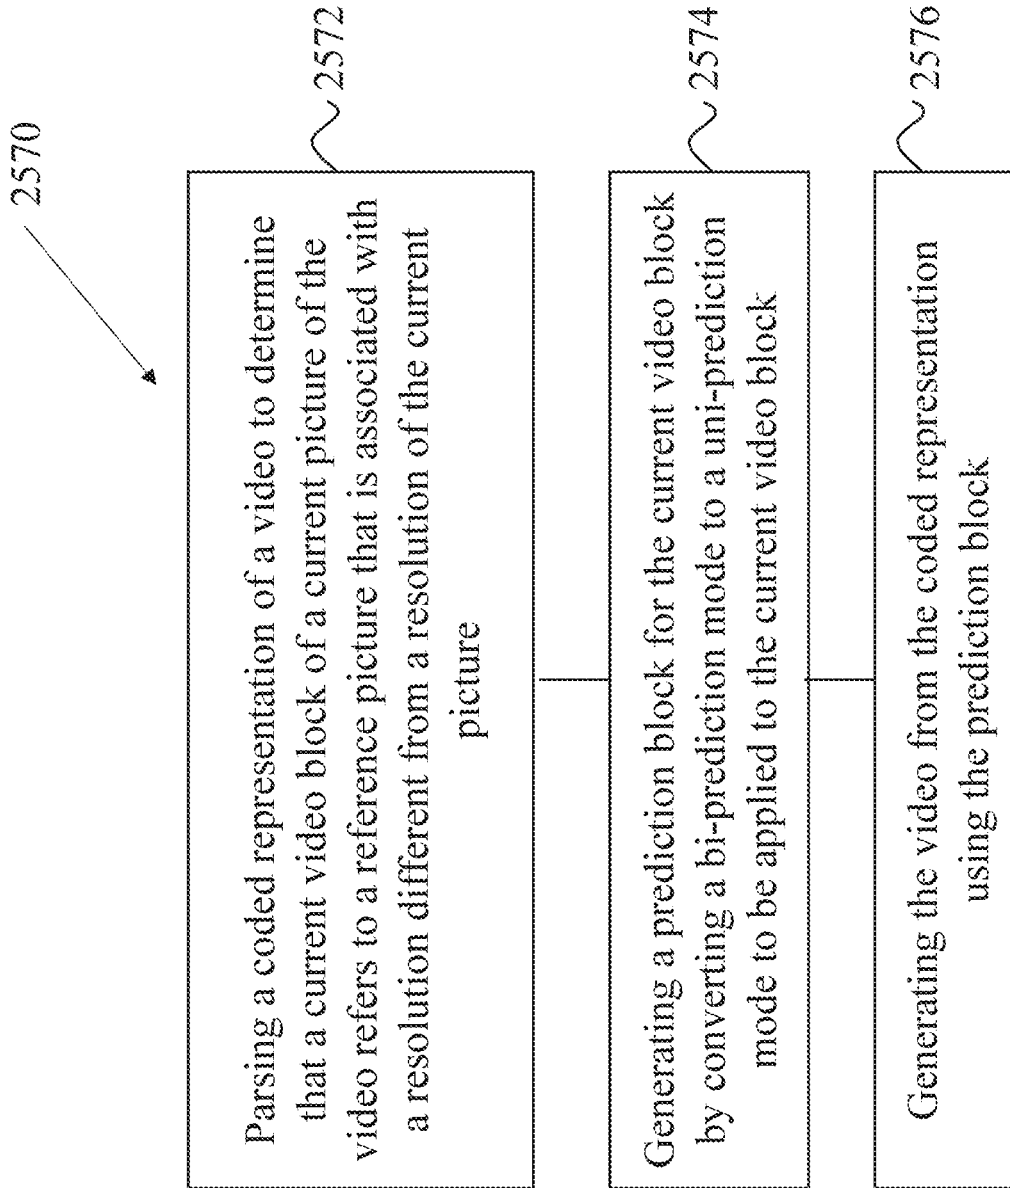 2570
Parsing a coded representation of a video to determine
that a current video block of a current picture of the
video refers to a reference picture that is associated with
a resolution different from a resolution of the current
picture
2572
Generating a prediction block for the current video block
by converting a bi-prediction mode to a uni-prediction
mode to be applied to the current video block
2574
Generating the video from the coded representation
using the prediction block
2576